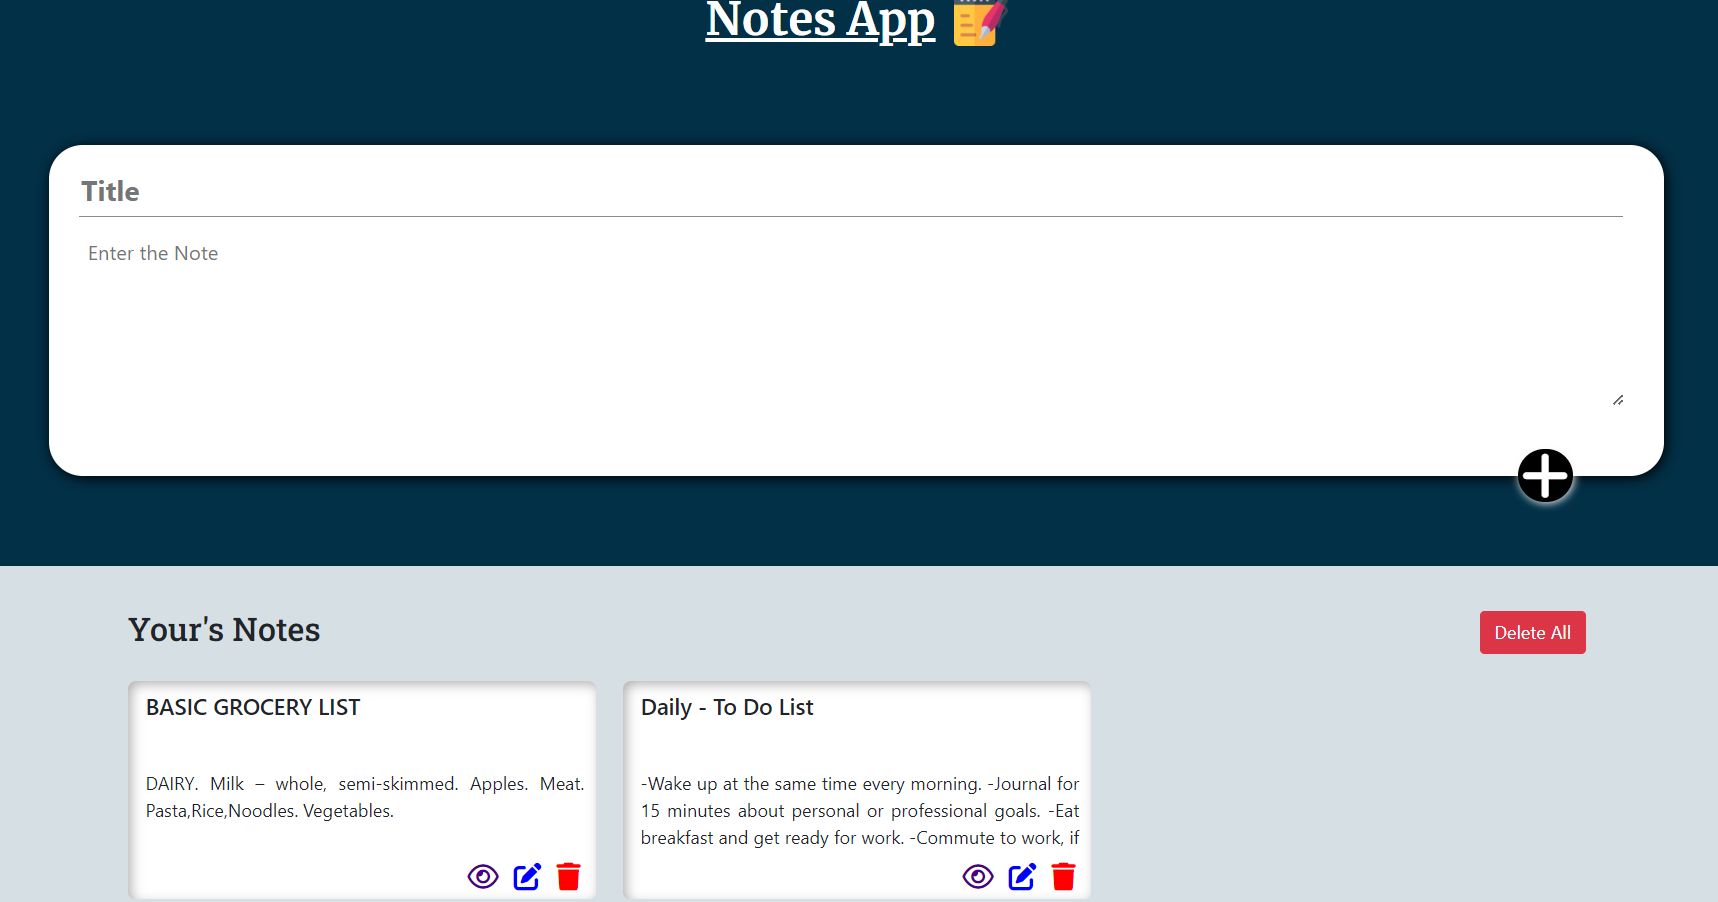 Notes App
Title
Enter the Note
Your's Notes
Delete All
BASIC GROCERY LIST
DAIRY. Milk – whole, semi-skimmed. Apples. Meat.
Pasta,Rice,Noodles. Vegetables.
Daily - To Do List
-Wake up at the same time every morning. -Journal for
15 minutes about personal or professional goals. -Eat
breakfast and get ready for work. -Commute to work, if